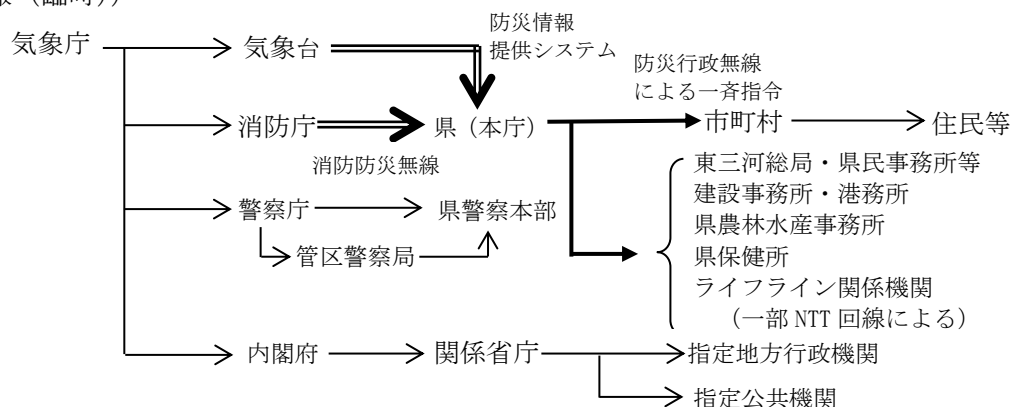 防災情報
気象庁 気象台 提供システム
防災行政無線
による一斉指令
消防庁 県（本庁） 市町村 住民等
消防防災無線
東三河総局・県民事務所等
建設事務所・港務所
警察庁 県警察本部
県農林水産事務所
管区警察局
県保健所
ライフライン関係機関
（一部 NTT 回線による）
内閣府 関係省庁 指定地方行政機関
指定公共機関